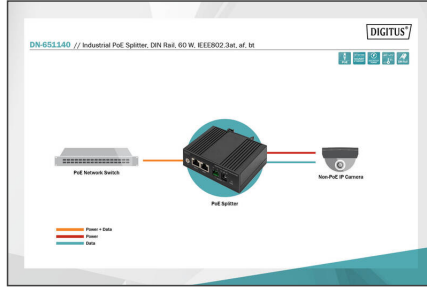 DIGITUS®
DN-651140 // Industrial PoE Splitter, DIN Rail, 60 W, IEEE802.3at, af, bt
PoE Network Switch
PoE Splitter
Non-PoE IP Camera
Power + Data
Power
Data